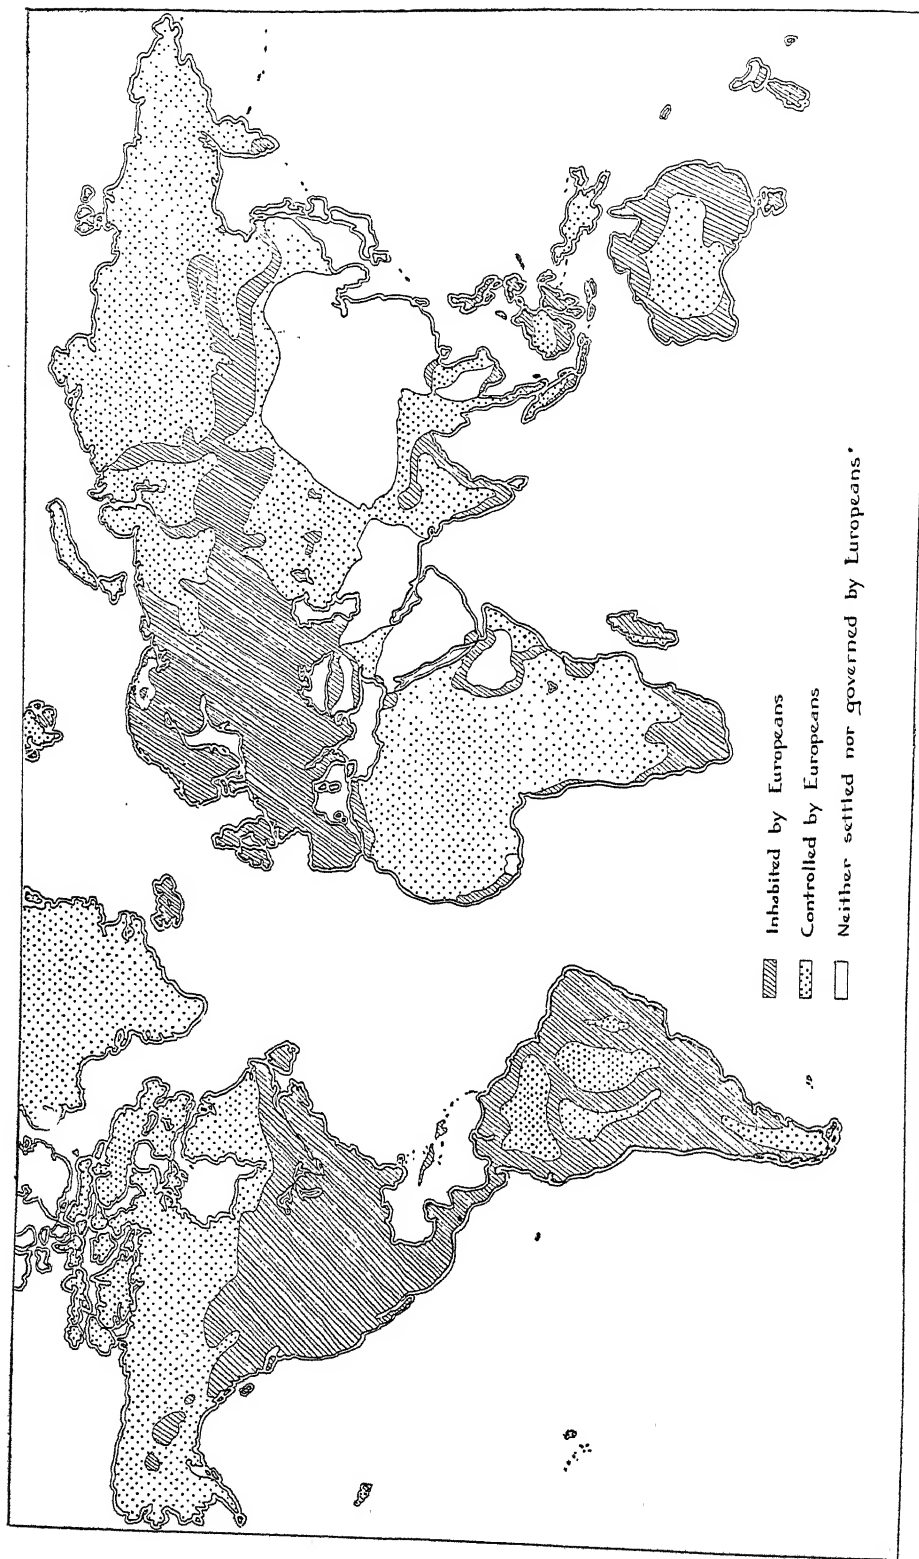 Inhabited by Europeans
Controlled by Europeans
Neither settled nor governed by Europeans.